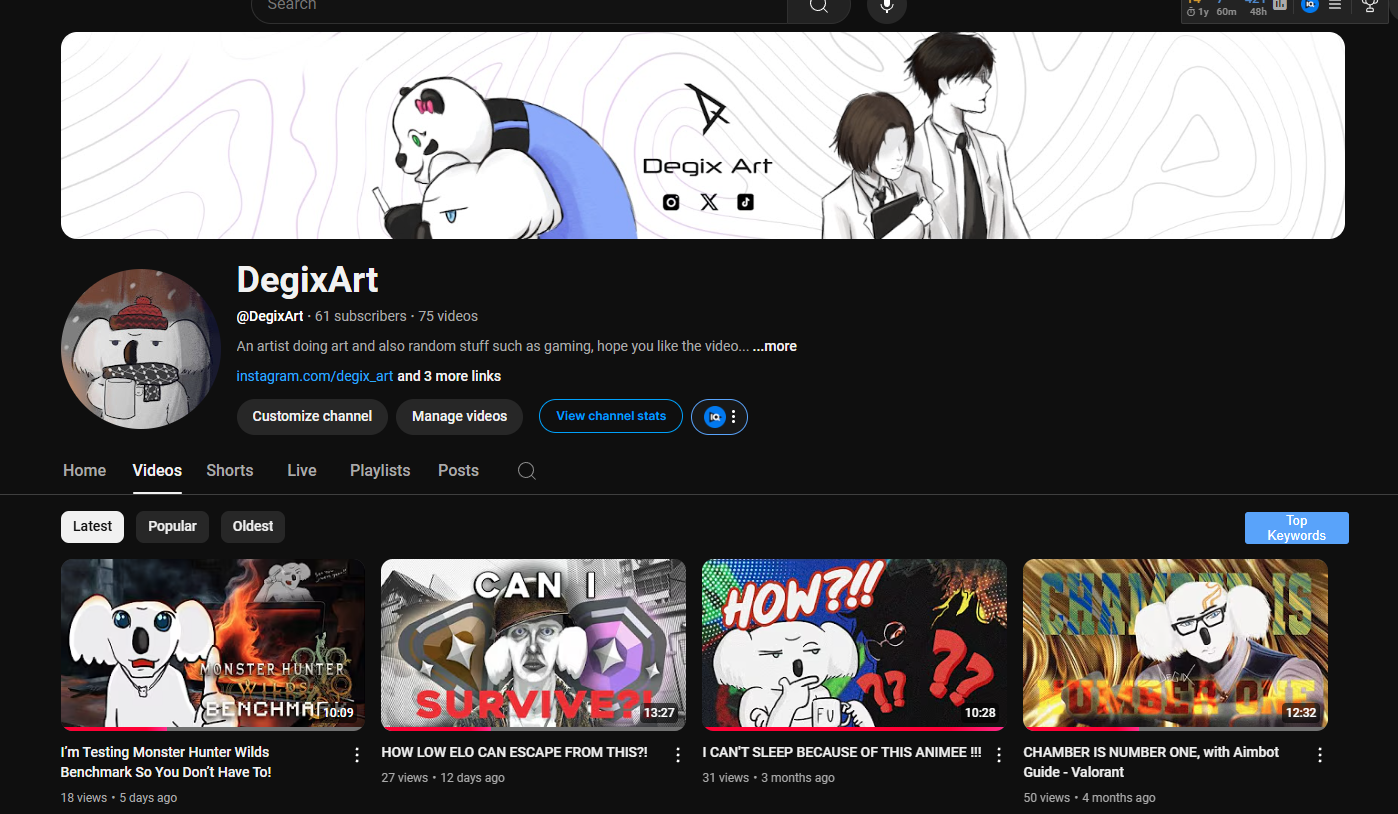 Search
1y 60m 48h
Degix Art
DegixArt
@DegixArt · 61 subscribers · 75 videos
An artist doing art and also random stuff such as gaming, hope you like the video... ...more
instagram.com/degix_art and 3 more links
Customize channel
Manage videos
View channel stats
IQ
Home
Videos
Shorts
Live
Playlists
Posts
Latest
Popular
Oldest
Top
Keywords
MONSTER HUNTER
WILDS
BENCHMARK
10:09
CAN I
SURVIVE?!
13:27
HOW?!!
??
??
FU
10:28
CHAMBER IS
NUMBER ONE
12:32
I'm Testing Monster Hunter Wilds
Benchmark So You Don't Have To!
18 views • 5 days ago
HOW LOW ELO CAN ESCAPE FROM THIS?!
27 views • 12 days ago
I CAN'T SLEEP BECAUSE OF THIS ANIMEE !!!
31 views • 3 months ago
CHAMBER IS NUMBER ONE, with Aimbot
Guide - Valorant
50 views • 4 months ago